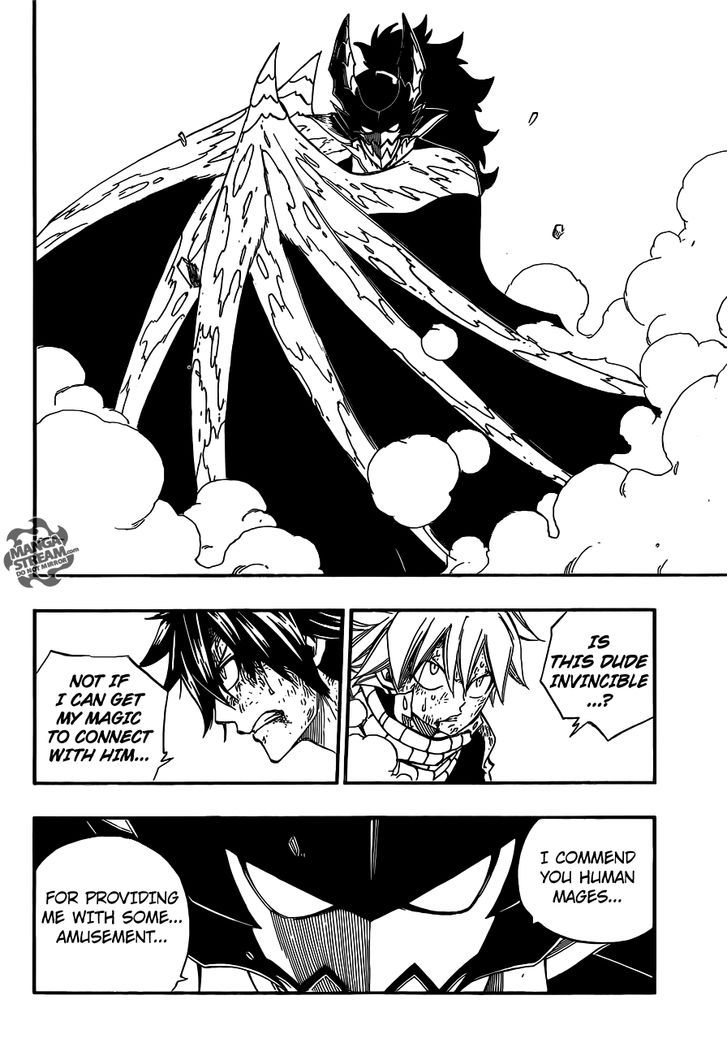 MANGA
STREAM.com
DO NOT MIRROR!
IS
THIS DUDE
INVINCIBLE
...?
NOT IF
I CAN GET
MY MAGIC
TO CONNECT
WITH HIM...
I COMMEND
YOU HUMAN
MAGES...
FOR PROVIDING
ME WITH SOME...
AMUSEMENT...